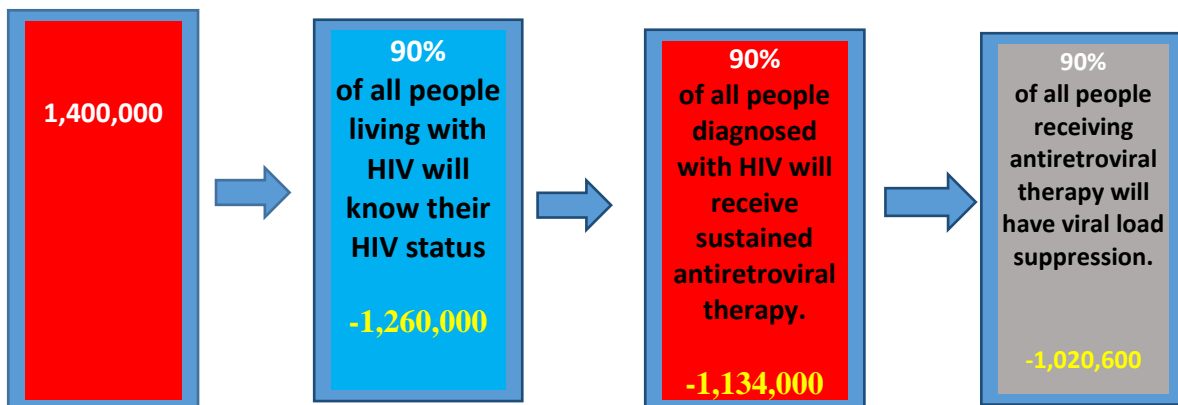 1,400,000
90%
of all people
living with
HIV will
know their
HIV status
-1,260,000
90%
of all people
diagnosed
with HIV will
receive
sustained
antiretroviral
therapy.
-1,134,000
90%
of all people
receiving
antiretroviral
therapy will
have viral load
suppression.
-1,020,600